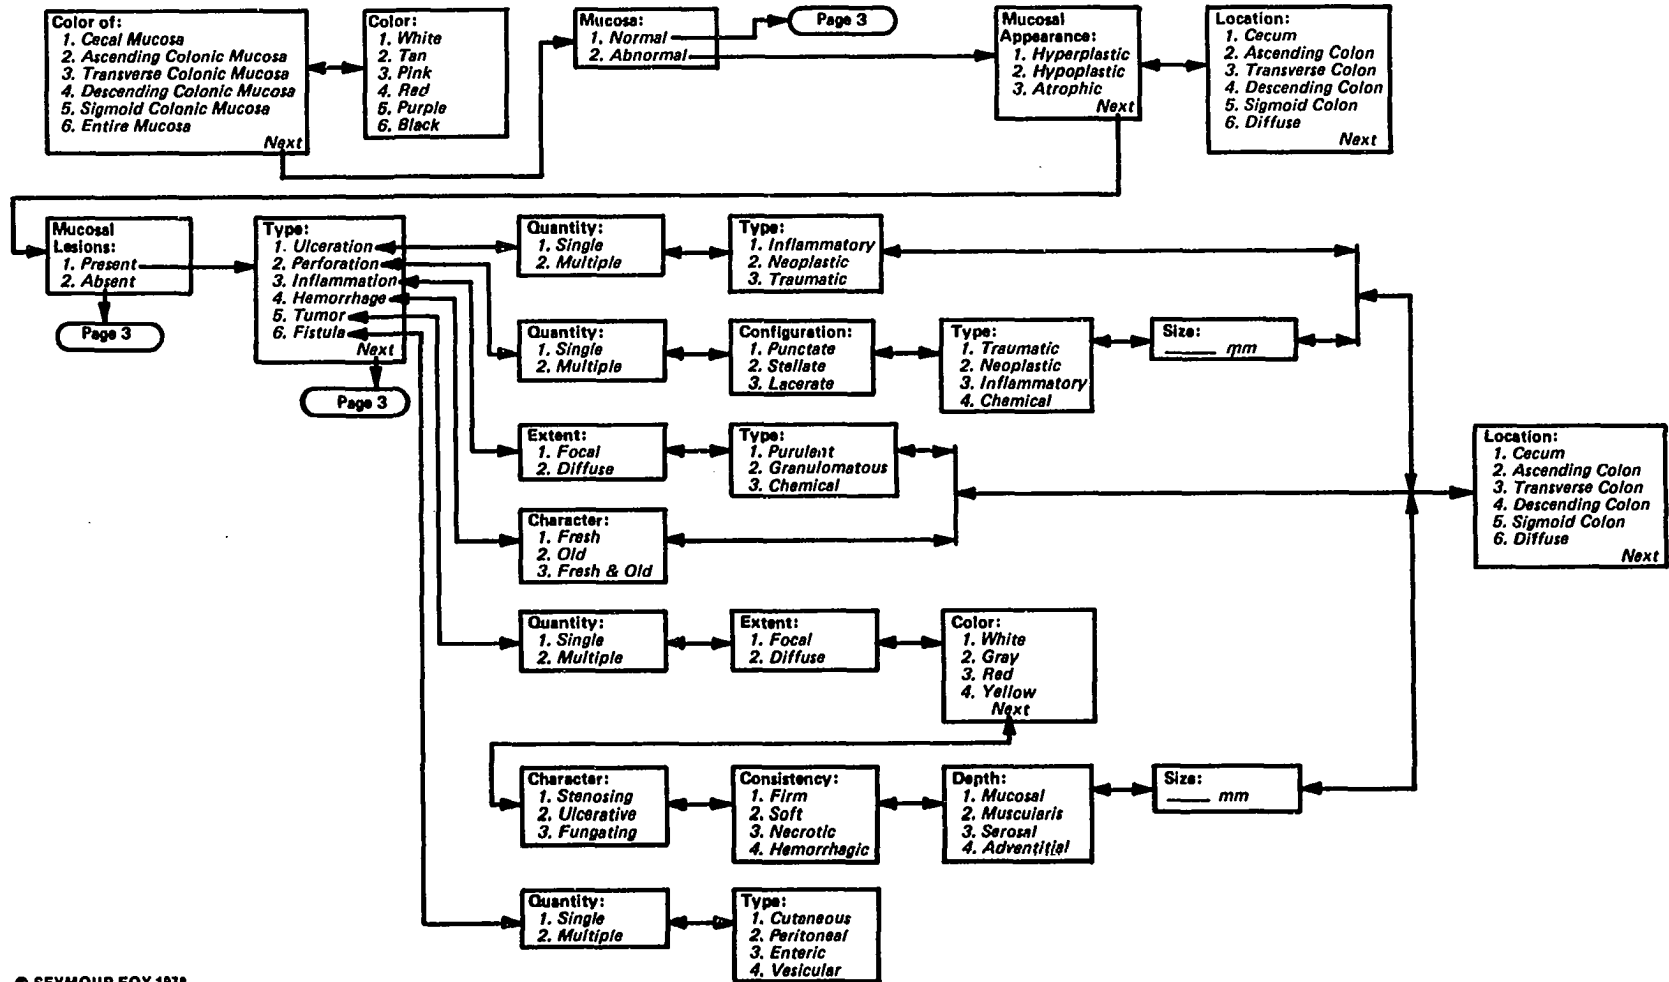 Color of:
1. Cecal Mucosa
2. Ascending Colonic Mucosa
3. Transverse Colonic Mucosa
4. Descending Colonic Mucosa
5. Sigmoid Colonic Mucosa
6. Entire Mucosa
Next
Color:
1. White
2. Tan
3. Pink
4. Red
5. Purple
6. Black
Mucosa:
1. Normal
2. Abnormal
Page 3
Mucosal
Appearance:
1. Hyperplastic
2. Hypoplastic
3. Atrophic
Next
Location:
1. Cecum
2. Ascending Colon
3. Transverse Colon
4. Descending Colon
5. Sigmoid Colon
6. Diffuse
Next
Mucosal
Lesions:
1. Present
2. Absent
Page 3
Type:
1. Ulceration
2. Perforation
3. Inflammation
4. Hemorrhage
5. Tumor
6. Fistula
Next
Page 3
Quantity:
1. Single
2. Multiple
Type:
1. Inflammatory
2. Neoplastic
3. Traumatic
Quantity:
1. Single
2. Multiple
Configuration:
1. Punctate
2. Stellate
3. Lacerate
Type:
1. Traumatic
2. Neoplastic
3. Inflammatory
4. Chemical
Size:
____ mm
Extent:
1. Focal
2. Diffuse
Type:
1. Purulent
2. Granulomatous
3. Chemical
Character:
1. Fresh
2. Old
3. Fresh & Old
Location:
1. Cecum
2. Ascending Colon
3. Transverse Colon
4. Descending Colon
5. Sigmoid Colon
6. Diffuse
Next
Quantity:
1. Single
2. Multiple
Extent:
1. Focal
2. Diffuse
Color:
1. White
2. Gray
3. Red
4. Yellow
Next
Character:
1. Stenosing
2. Ulcerative
3. Fungating
Consistency:
1. Firm
2. Soft
3. Necrotic
4. Hemorrhagic
Depth:
1. Mucosal
2. Muscularis
3. Serosal
4. Adventitial
Size:
____ mm
Quantity:
1. Single
2. Multiple
Type:
1. Cutaneous
2. Peritoneal
3. Enteric
4. Vesicular
© SEYMOUR FOX